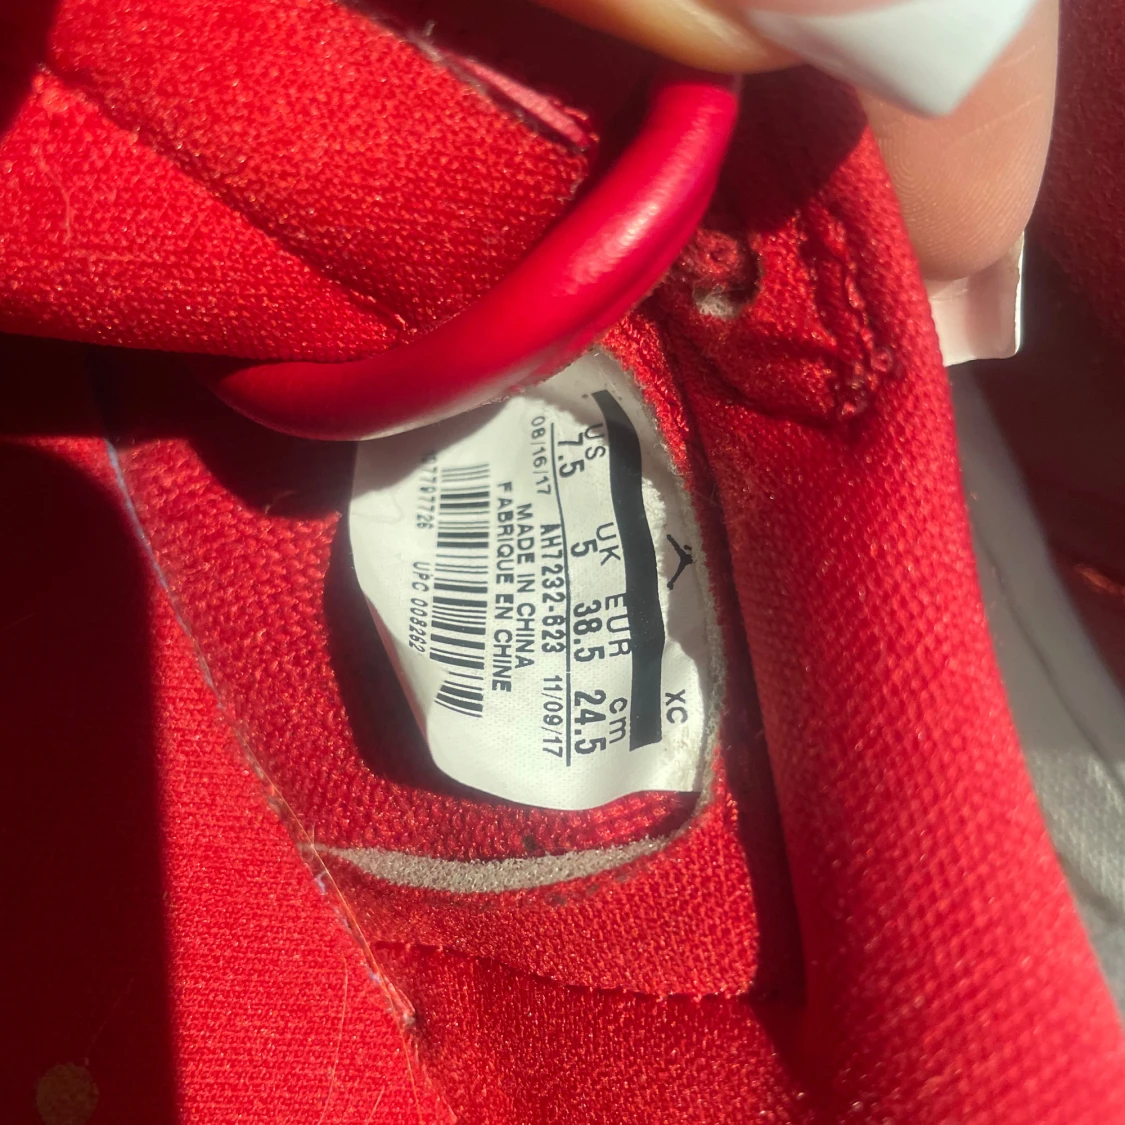 XC
US UK EUR cm
7.5 5 38.5 24.5
08/16/17 AH7232-623 11/09/17
MADE IN CHINA
FABRIQUE EN CHINE
UPC 008262